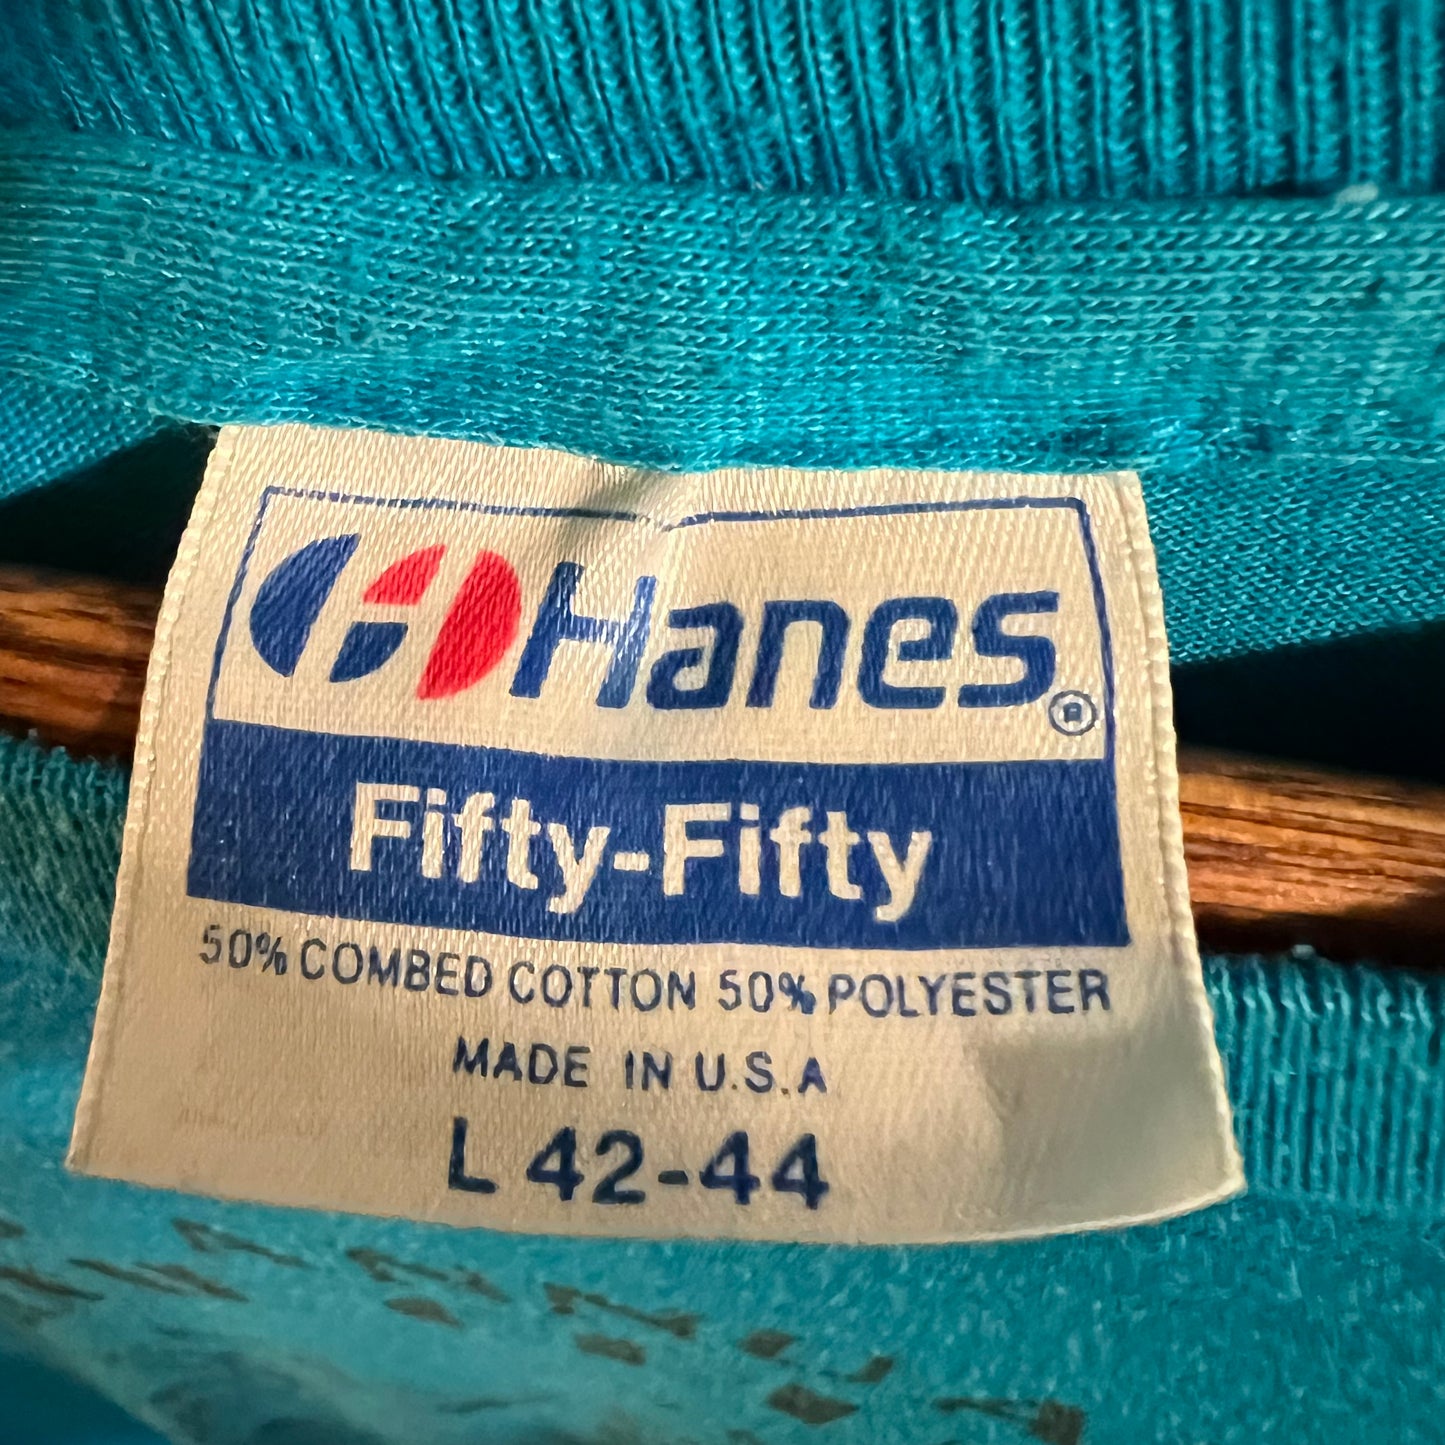 Hanes®
Fifty-Fifty
50% COMBED COTTON 50% POLYESTER
MADE IN U.S.A
L 42-44